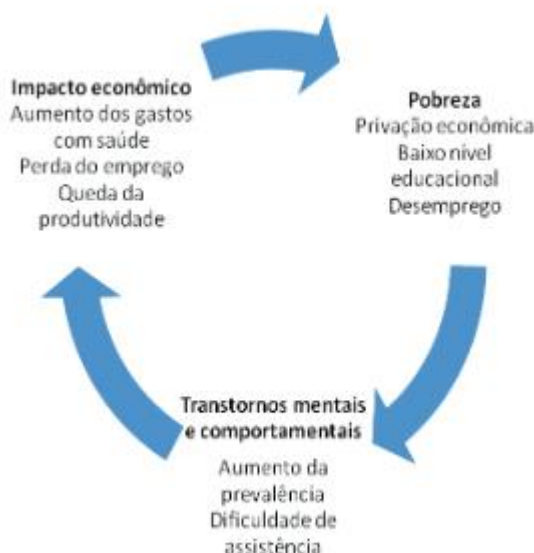 Impacto econômico
Aumento dos gastos
com saúde
Perda do emprego
Queda da
produtividade
Pobreza
Privação econômica
Baixo nível
educacional
Desemprego
Transtornos mentais
e comportamentais
Aumento da
prevalência
Dificuldade de
assistência